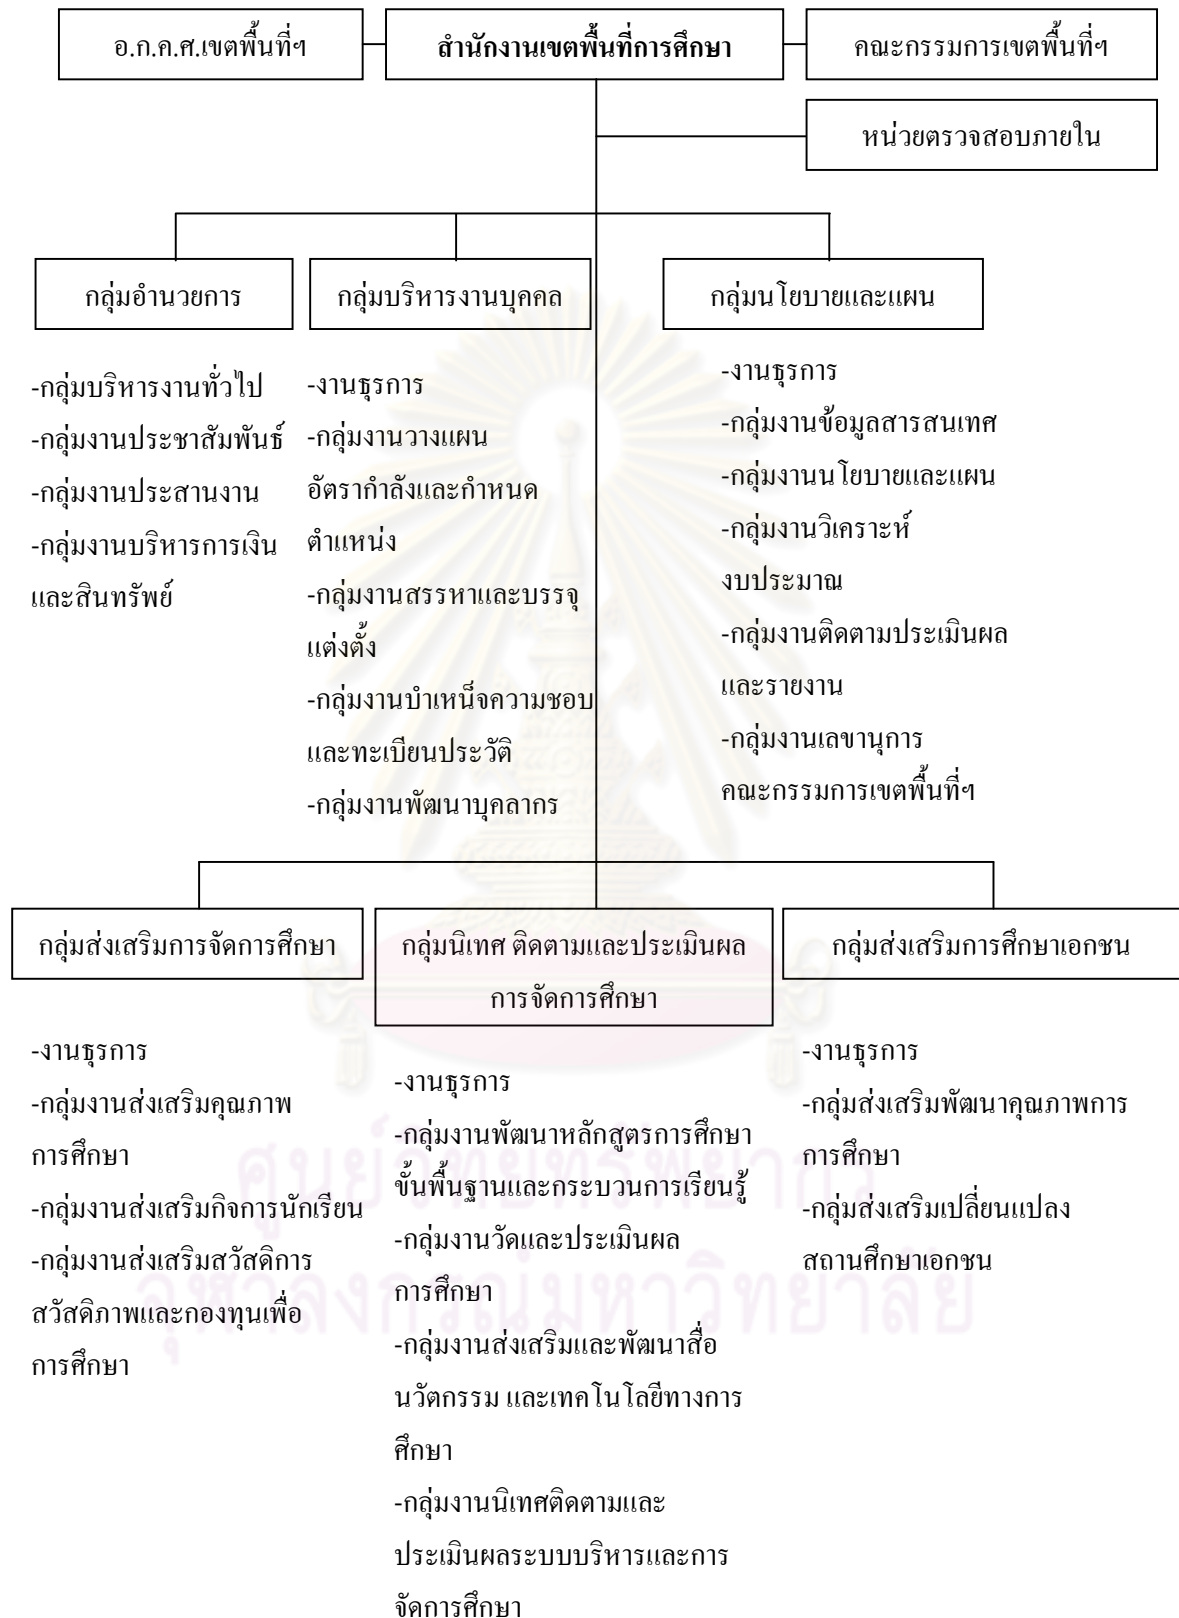 อ.ก.ค.ศ.เขตพื้นที่ฯ
สำนักงานเขตพื้นที่การศึกษา
คณะกรรมการเขตพื้นที่ฯ
หน่วยตรวจสอบภายใน
กลุ่มอำนวยการ
กลุ่มบริหารงานบุคคล
กลุ่มนโยบายและแผน
-กลุ่มบริหารงานทั่วไป
-กลุ่มงานประชาสัมพันธ์
-กลุ่มงานประสานงาน
-กลุ่มงานบริหารการเงิน
และสินทรัพย์
-งานธุรการ
-กลุ่มงานวางแผน
อัตรากำลังและกำหนด
ตำแหน่ง
-กลุ่มงานสรรหาและบรรจุ
แต่งตั้ง
-กลุ่มงานบำเหน็จความชอบ
และทะเบียนประวัติ
-กลุ่มงานพัฒนาบุคลากร
-งานธุรการ
-กลุ่มงานข้อมูลสารสนเทศ
-กลุ่มงานนโยบายและแผน
-กลุ่มงานวิเคราะห์
งบประมาณ
-กลุ่มงานติดตามประเมินผล
และรายงาน
-กลุ่มงานเลขานุการ
คณะกรรมการเขตพื้นที่ฯ
กลุ่มส่งเสริมการจัดการศึกษา
กลุ่มนิเทศ ติดตามและประเมินผล
การจัดการศึกษา
กลุ่มส่งเสริมการศึกษาเอกชน
-งานธุรการ
-กลุ่มงานส่งเสริมคุณภาพ
การศึกษา
-กลุ่มงานส่งเสริมกิจการนักเรียน
-กลุ่มงานส่งเสริมสวัสดิการ
สวัสดิภาพและกองทุนเพื่อ
การศึกษา
-งานธุรการ
-กลุ่มงานพัฒนาหลักสูตรการศึกษา
ขั้นพื้นฐานและกระบวนการเรียนรู้
-กลุ่มงานวัดและประเมินผล
การศึกษา
-กลุ่มงานส่งเสริมและพัฒนาสื่อ
นวัตกรรม และเทคโนโลยีทางการ
ศึกษา
-กลุ่มงานนิเทศติดตามและ
ประเมินผลระบบบริหารและการ
จัดการศึกษา
-งานธุรการ
-กลุ่มส่งเสริมพัฒนาคุณภาพการ
การศึกษา
-กลุ่มส่งเสริมเปลี่ยนแปลง
สถานศึกษาเอกชน
ศูนย์วิทยทรัพยากร
จุฬาลงกรณ์มหาวิทยาลัย